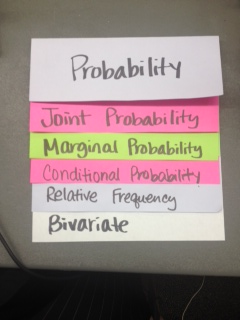 Probability
Joint Probability
Marginal Probability
Conditional Probability
Relative Frequency
Bivariate